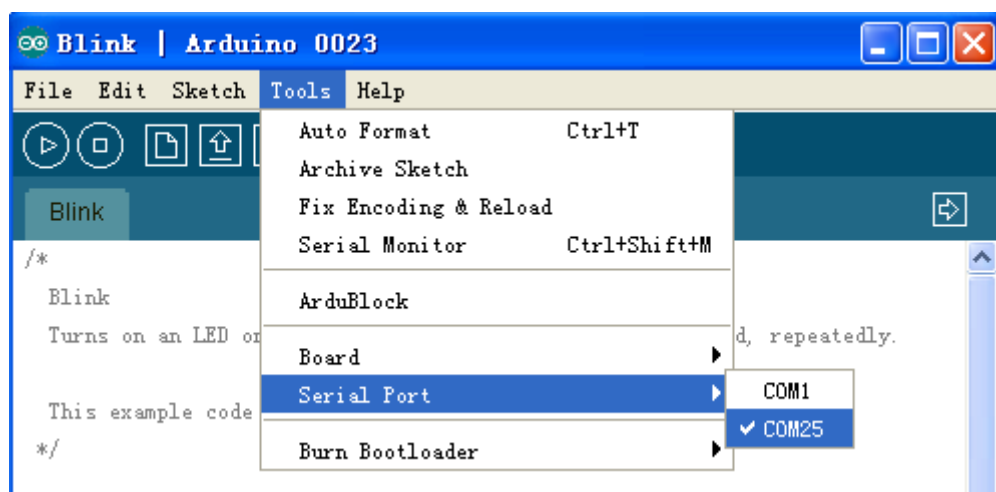 Blink | Arduino 0023
File Edit Sketch Tools Help
Auto Format Ctrl+T
Archive Sketch
Fix Encoding & Reload
Serial Monitor Ctrl+Shift+M
ArduBlock
Board
Serial Port
COM1
COM25
Burn Bootloader
Blink
/*
Blink
Turns on an LED , repeatedly.
This example code
*/